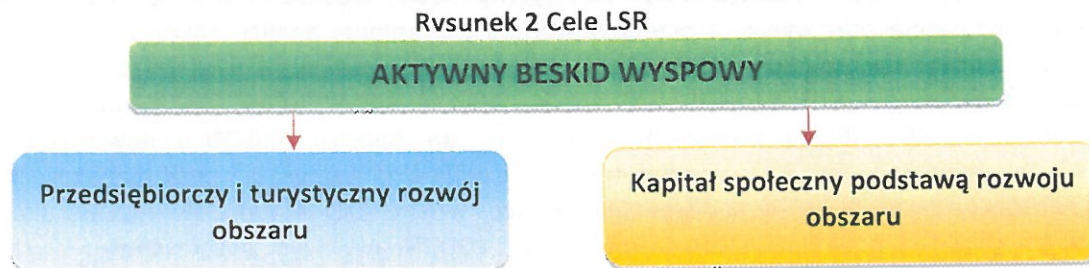 Rysunek 2 Cele LSR
AKTYWNY BESKID WYSPOWY
Przedsiębiorczy i turystyczny rozwój
obszaru
Kapitał społeczny podstawą rozwoju
obszaru